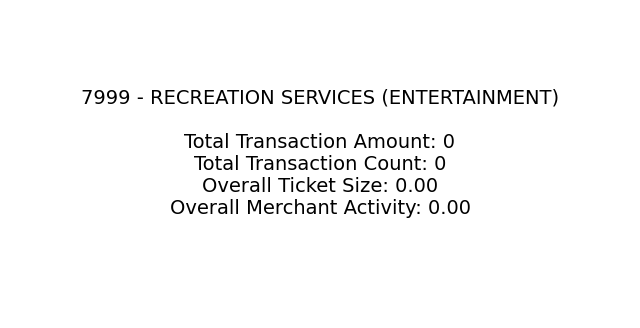 7999 - RECREATION SERVICES (ENTERTAINMENT)
Total Transaction Amount: 0
Total Transaction Count: 0
Overall Ticket Size: 0.00
Overall Merchant Activity: 0.00